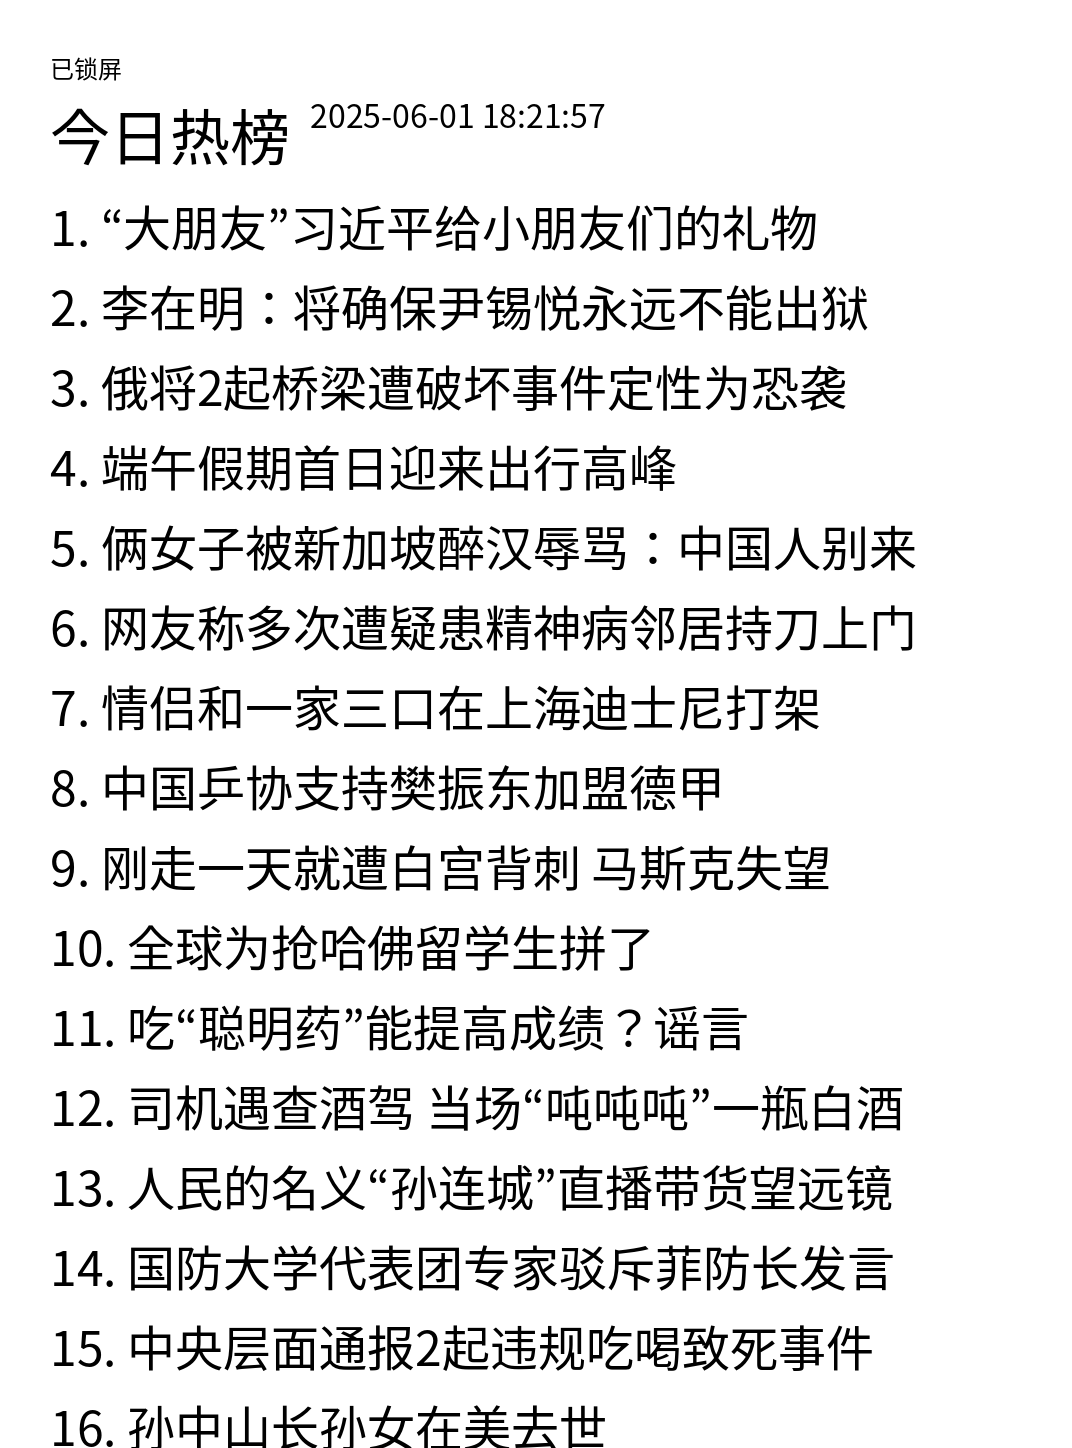 已锁屏
今日热榜 2025-06-01 18:21:57
1. “大朋友”习近平给小朋友们的礼物
2. 李在明：将确保尹锡悦永远不能出狱
3. 俄将2起桥梁遭破坏事件定性为恐袭
4. 端午假期首日迎来出行高峰
5. 俩女子被新加坡醉汉辱骂：中国人别来
6. 网友称多次遭疑患精神病邻居持刀上门
7. 情侣和一家三口在上海迪士尼打架
8. 中国乒协支持樊振东加盟德甲
9. 刚走一天就遭白宫背刺 马斯克失望
10. 全球为抢哈佛留学生拼了
11. 吃“聪明药”能提高成绩？谣言
12. 司机遇查酒驾 当场“吨吨吨”一瓶白酒
13. 人民的名义“孙连城”直播带货望远镜
14. 国防大学代表团专家驳斥菲防长发言
15. 中央层面通报2起违规吃喝致死事件
16. 孙中山长孙女在美去世